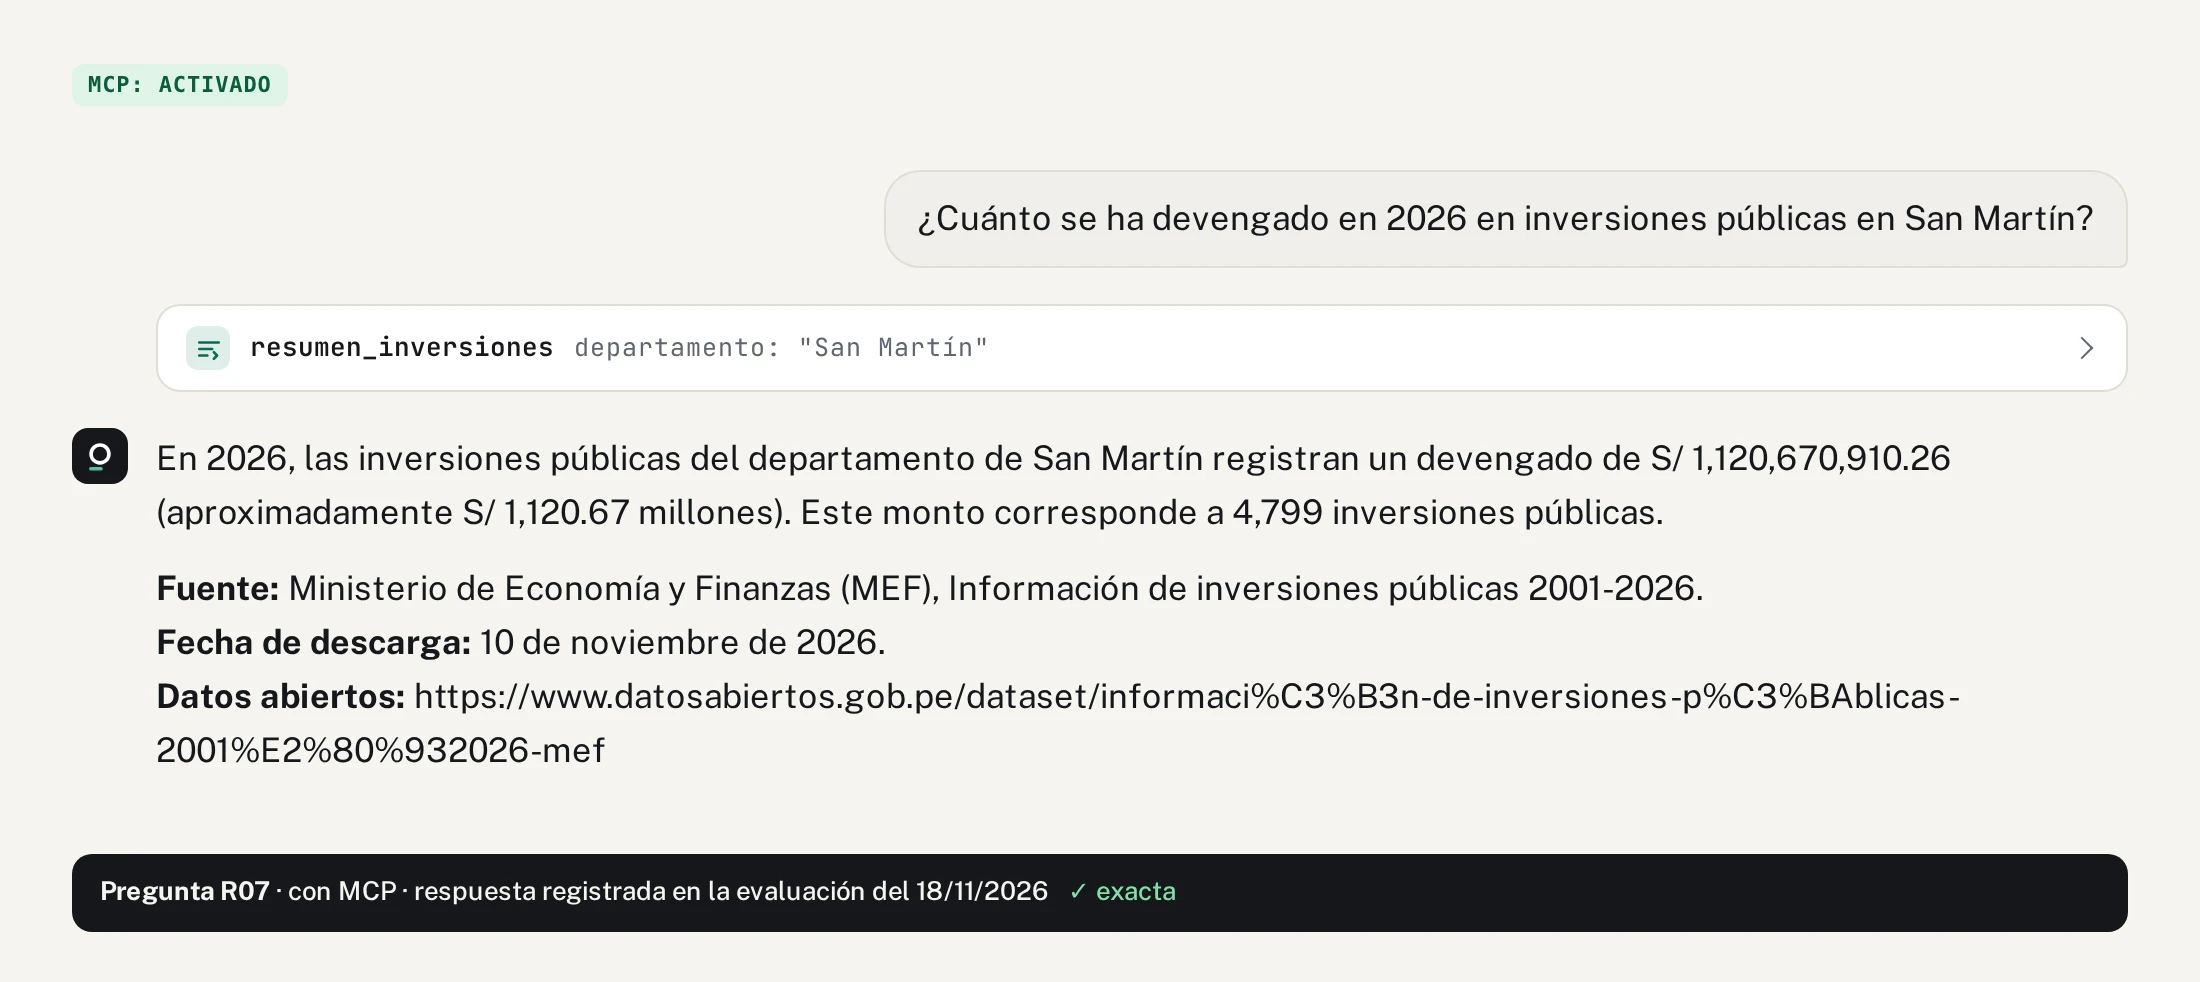 MCP: ACTIVADO
¿Cuánto se ha devengado en 2026 en inversiones públicas en San Martín?
resumen_inversiones departamento: "San Martín"
En 2026, las inversiones públicas del departamento de San Martín registran un devengado de S/ 1,120,670,910.26
(aproximadamente S/ 1,120.67 millones). Este monto corresponde a 4,799 inversiones públicas.
Fuente: Ministerio de Economía y Finanzas (MEF), Información de inversiones públicas 2001-2026.
Fecha de descarga: 10 de noviembre de 2026.
Datos abiertos: https://www.datosabiertos.gob.pe/dataset/informaci%C3%B3n-de-inversiones-p%C3%BAblicas-
2001%E2%80%932026-mef
Pregunta R07 · con MCP · respuesta registrada en la evaluación del 18/11/2026 ✓ exacta